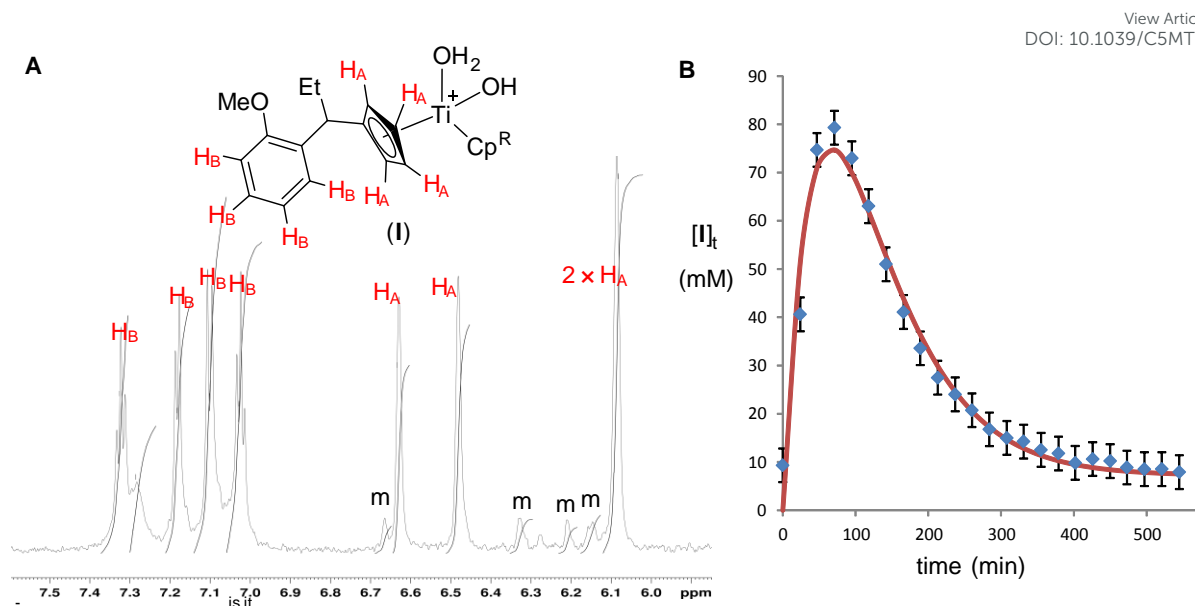 View Artic
DOI: 10.1039/C5MT
A
B
OH2
OH
Et
HA
HA
MeO
Ti+
CpR
HB
HB
HB
HB
HA
HA
(I)
HB
HB
HB
HB
HA
HA
2 × HA
m
m
m
m
7.5 7.4 7.3 7.2 7.1 7.0 6.9 6.8 6.7 6.6 6.5 6.4 6.3 6.2 6.1 6.0 ppm
is it
[I]t
(mM)
90
80
70
60
50
40
30
20
10
0
0 100 200 300 400 500
time (min)